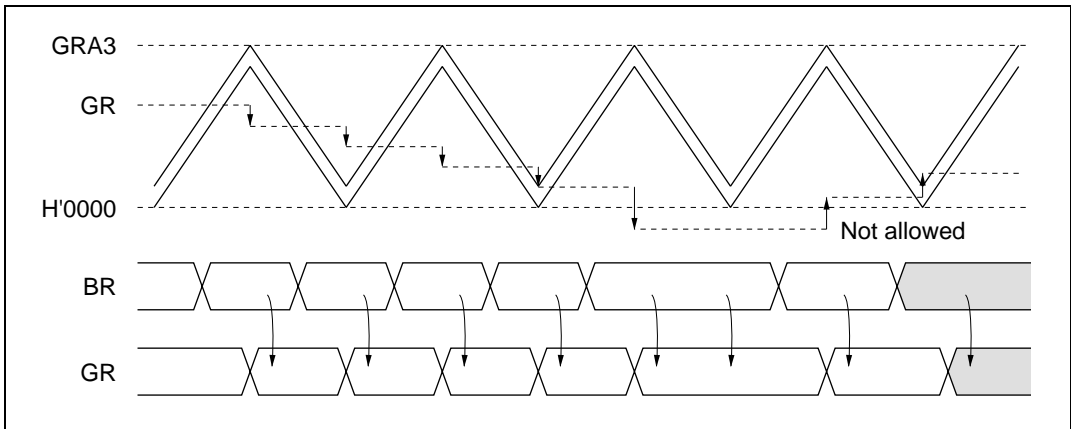 GRA3
GR
H'0000
Not allowed
BR
GR